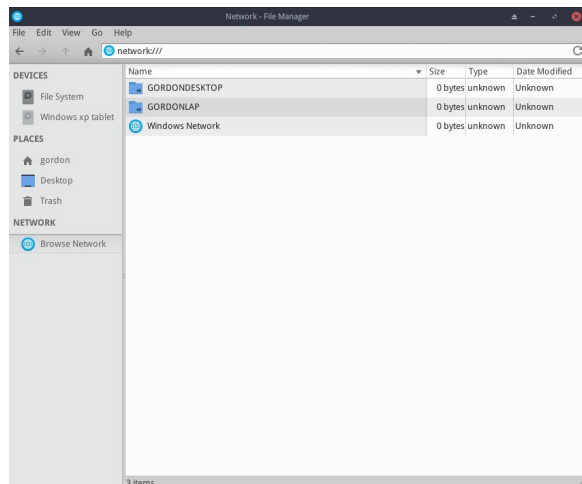 Network - File Manager
File Edit View Go Help
network:///
DEVICES
File System
Windows xp tablet
PLACES
gordon
Desktop
Trash
NETWORK
Browse Network
Name Size Type Date Modified
GORDONDESKTOP 0 bytes unknown Unknown
GORDONLAP 0 bytes unknown Unknown
Windows Network 0 bytes unknown Unknown
3 items